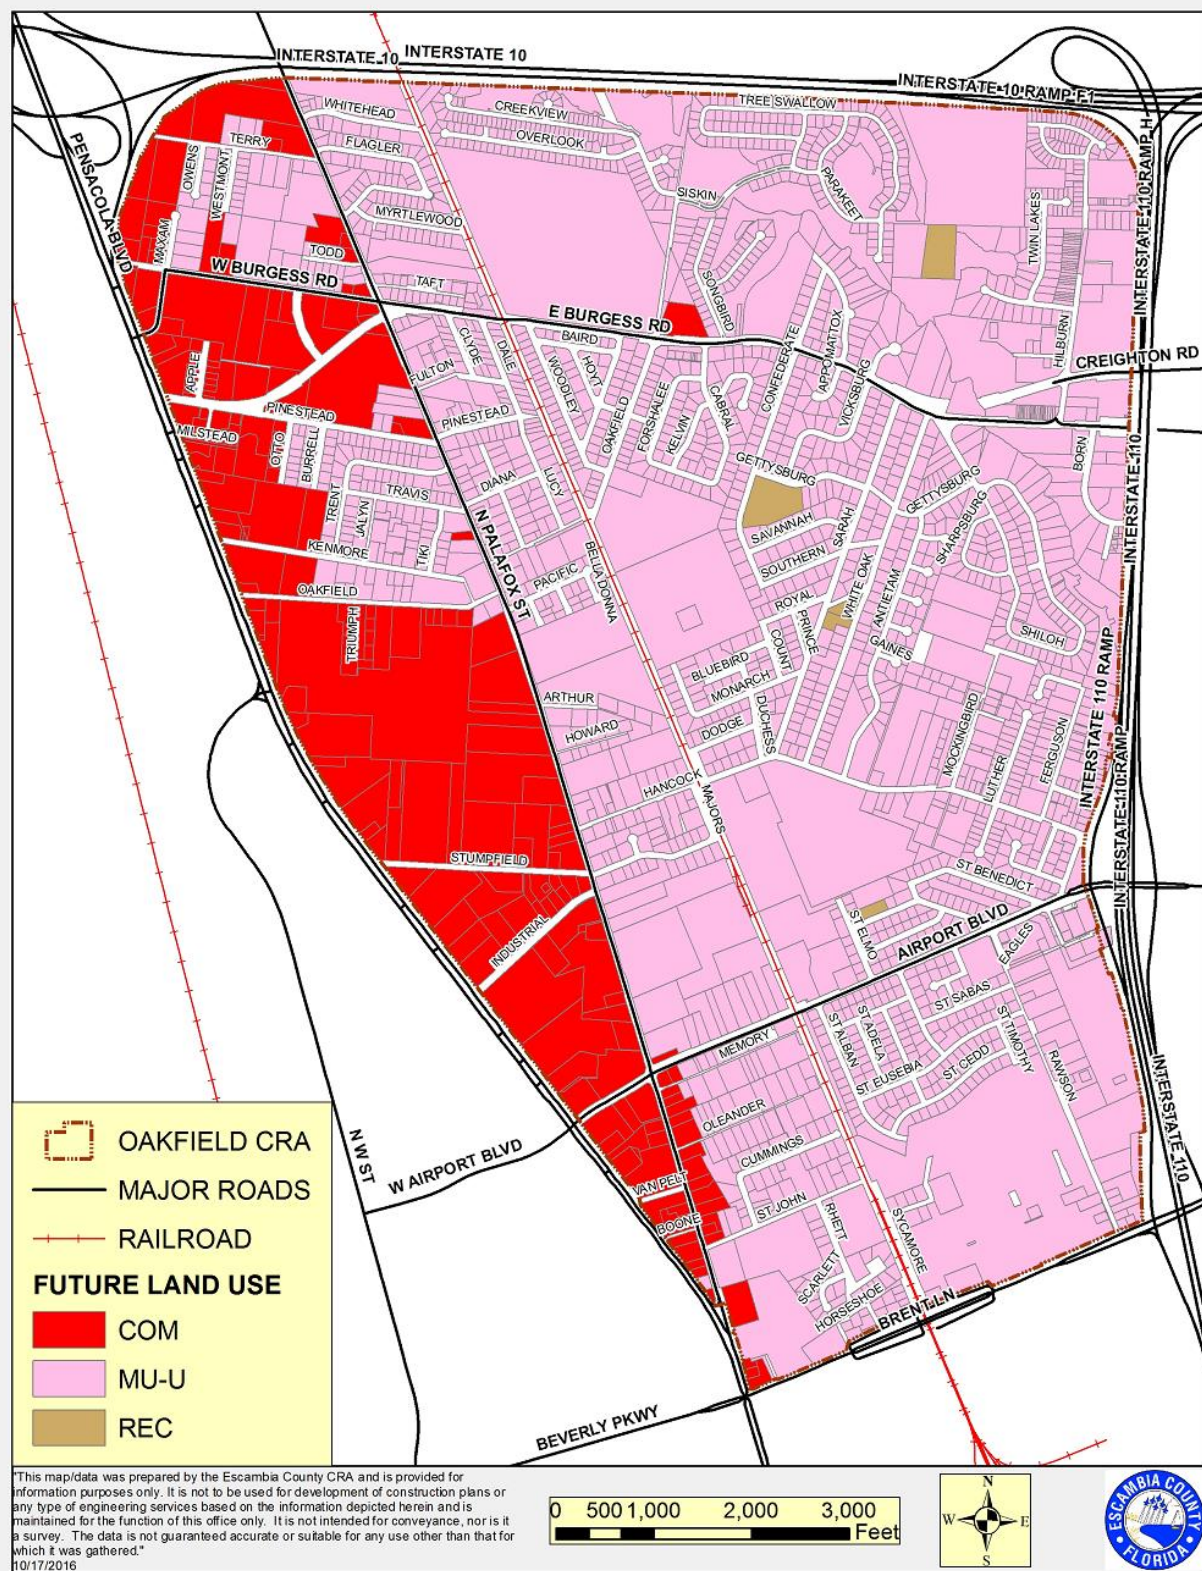 INTERSTATE 10
INTERSTATE 10
INTERSTATE 10 RAMP F1
WHITEHEAD
CREEKVIEW
TREE SWALLOW
PENSACOLA BLVD
TERRY
FLAGLER
OVERLOOK
INTERSTATE 110 RAMP H
OWENS
WESTMONT
SISKIN
PARAKEET
MYRTLEWOOD
TWIN LAKES
MAXAM
TODD
W BURGESS RD
TAFT
SONGBIRD
E BURGESS RD
BAIRD
CONFEDERATE
APPOMATTOX
HILBURN
CREIGHTON RD
APPLE
FULTON
CLYDE
DALE
WOODLEY
HOYT
VICKSBURG
PINESTEAD
PINESTEAD
OAKFIELD
FORSHALEE
KELVIN
CABRAL
MILSTEAD
OTTO
BURRELL
BORN
INTERSTATE 110
GETTYSBURG
GETTYSBURG
TRENT
JALYN
TRAVIS
DIANA
LUCY
SAVANNAH
SARAH
SHARPSBURG
N PALAFOX ST
KENMORE
TIKI
BELLA DONNA
SOUTHERN
INTERSTATE 110
PACIFIC
WHITE OAK
OAKFIELD
ROYAL
ANTIETAM
TRIUMPH
PRINCE
COUNT
SHILOH
GAINES
BLUEBIRD
MONARCH
INTERSTATE 110 RAMP
ARTHUR
DUCHESS
MOCKINGBIRD
HOWARD
DODGE
FERGUSON
LUTHER
HANCOCK
MAJORS
INTERSTATE 110 RAMP
STUMPFIELD
ST BENEDICT
INDUSTRIAL
ST ELMO
AIRPORT BLVD
EAGLES
ST SABAS
ST ALBAN
ST ADELA
ST TIMOTHY
MEMORY
ST EUSEBIA
ST CEDD
RAWSON
INTERSTATE 110
OLEANDER
CUMMINGS
N W ST
W AIRPORT BLVD
VAN PELT
BOONE
ST JOHN
RHETT
SYCAMORE
SCARLETT
HORSESHOE
BRENT LN
BEVERLY PKWY
OAKFIELD CRA
MAJOR ROADS
RAILROAD
FUTURE LAND USE
COM
MU-U
REC
"This map/data was prepared by the Escambia County CRA and is provided for
information purposes only. It is not to be used for development of construction plans or
any type of engineering services based on the information depicted herein and is
maintained for the function of this office only. It is not intended for conveyance, nor is it
a survey. The data is not guaranteed accurate or suitable for any use other than that for
which it was gathered."
10/17/2016
0 500 1,000 2,000 3,000
Feet
N
W E
S
ESCAMBIA COUNTY
FLORIDA